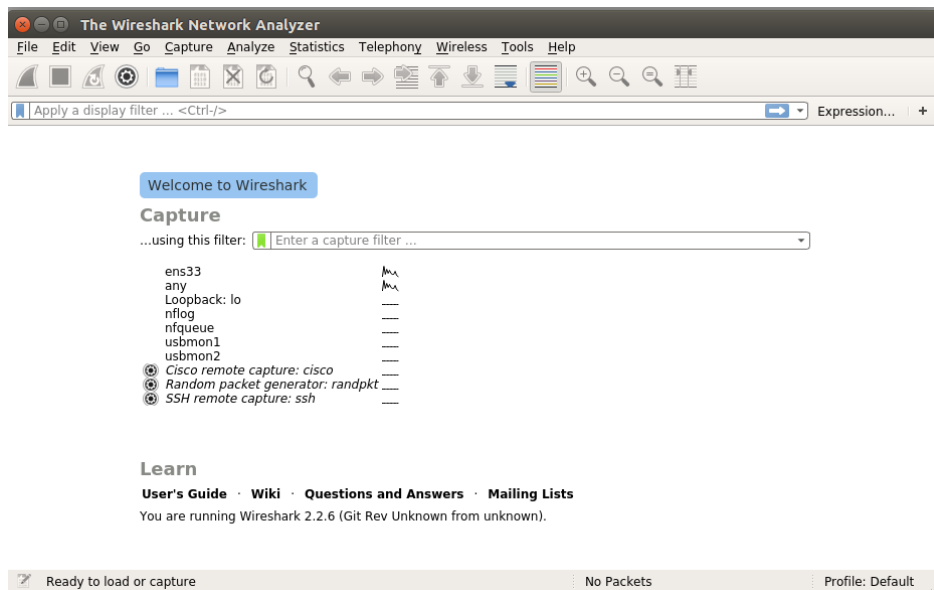 The Wireshark Network Analyzer
File Edit View Go Capture Analyze Statistics Telephony Wireless Tools Help
Apply a display filter ... <Ctrl-/> Expression... +
Welcome to Wireshark
Capture
...using this filter: Enter a capture filter ...
ens33
any
Loopback: lo
nflog
nfqueue
usbmon1
usbmon2
Cisco remote capture: cisco
Random packet generator: randpkt
SSH remote capture: ssh
Learn
User's Guide · Wiki · Questions and Answers · Mailing Lists
You are running Wireshark 2.2.6 (Git Rev Unknown from unknown).
Ready to load or capture No Packets Profile: Default